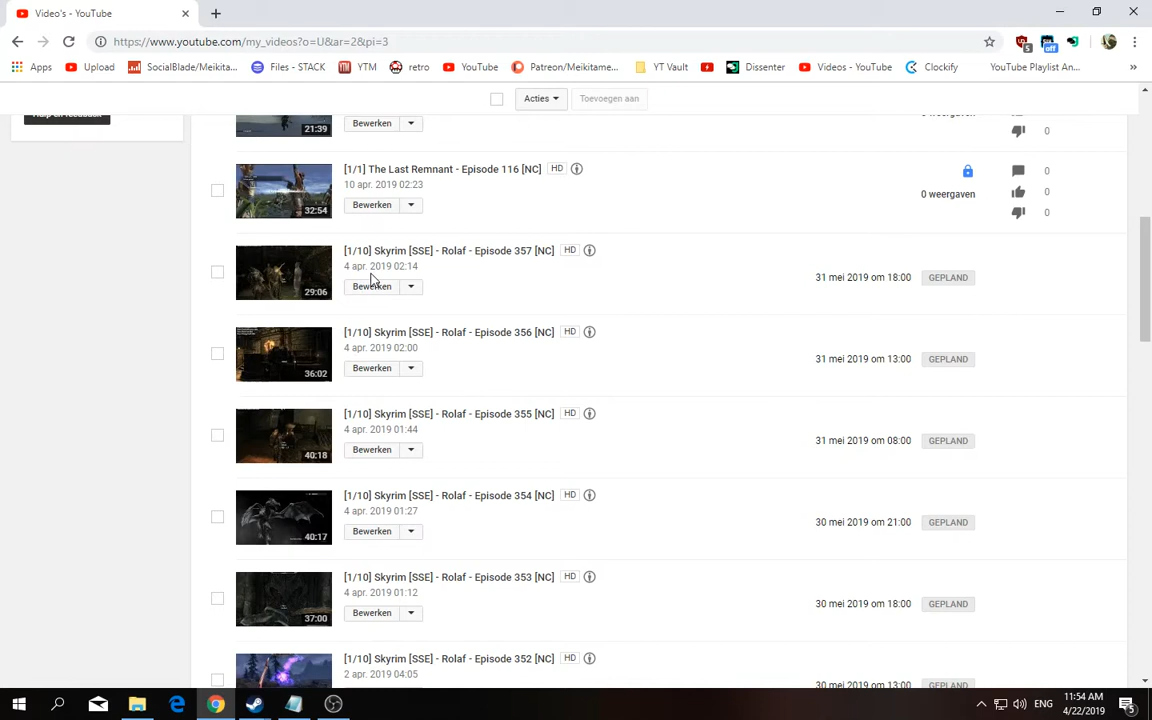 Video's - YouTube
https://www.youtube.com/my_videos?o=U&ar=2&pi=3
5
off
Apps Upload SocialBlade/Meikita... Files - STACK YTM retro YouTube Patreon/Meikitame... YT Vault Dissenter Videos - YouTube Clockify YouTube Playlist An... »
Acties Toevoegen aan
Help en feedback
21:39
Bewerken
0 weergaven
0
[1/1] The Last Remnant - Episode 116 [NC] HD
10 apr. 2019 02:23
Bewerken
32:54
0 weergaven
0
0
0
[1/10] Skyrim [SSE] - Rolaf - Episode 357 [NC] HD
4 apr. 2019 02:14
Bewerken
29:06
31 mei 2019 om 18:00 GEPLAND
[1/10] Skyrim [SSE] - Rolaf - Episode 356 [NC] HD
4 apr. 2019 02:00
Bewerken
36:02
31 mei 2019 om 13:00 GEPLAND
[1/10] Skyrim [SSE] - Rolaf - Episode 355 [NC] HD
4 apr. 2019 01:44
Bewerken
40:18
31 mei 2019 om 08:00 GEPLAND
[1/10] Skyrim [SSE] - Rolaf - Episode 354 [NC] HD
4 apr. 2019 01:27
Bewerken
40:17
30 mei 2019 om 21:00 GEPLAND
[1/10] Skyrim [SSE] - Rolaf - Episode 353 [NC] HD
4 apr. 2019 01:12
Bewerken
37:00
30 mei 2019 om 18:00 GEPLAND
[1/10] Skyrim [SSE] - Rolaf - Episode 352 [NC] HD
2 apr. 2019 04:05
30 mei 2019 om 13:00 GEPLAND
ENG
11:54 AM
4/22/2019
5